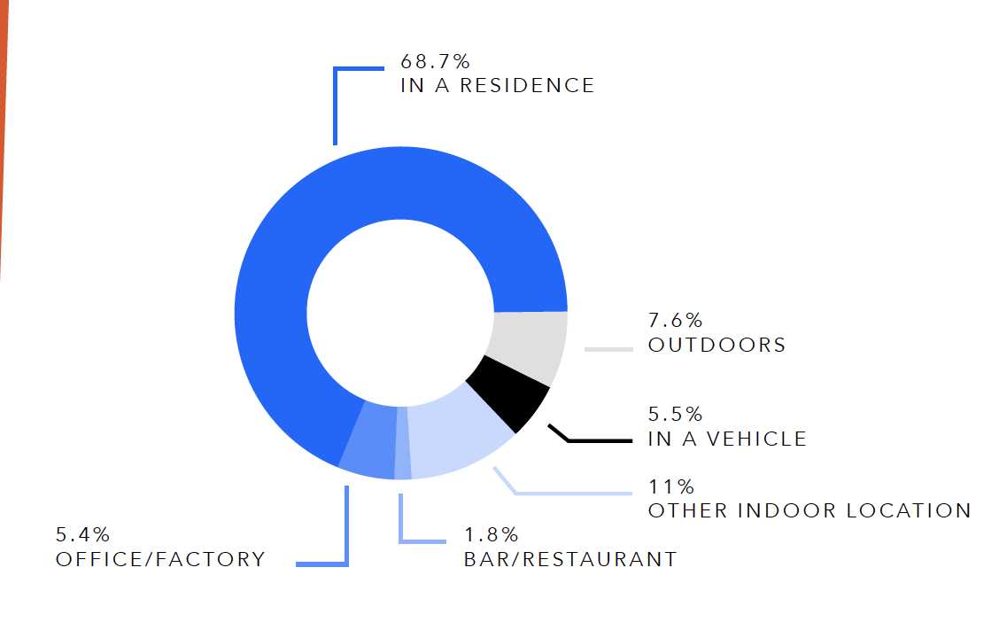 68.7%
IN A RESIDENCE
7.6%
OUTDOORS
5.5%
IN A VEHICLE
11%
OTHER INDOOR LOCATION
5.4%
OFFICE/FACTORY
1.8%
BAR/RESTAURANT